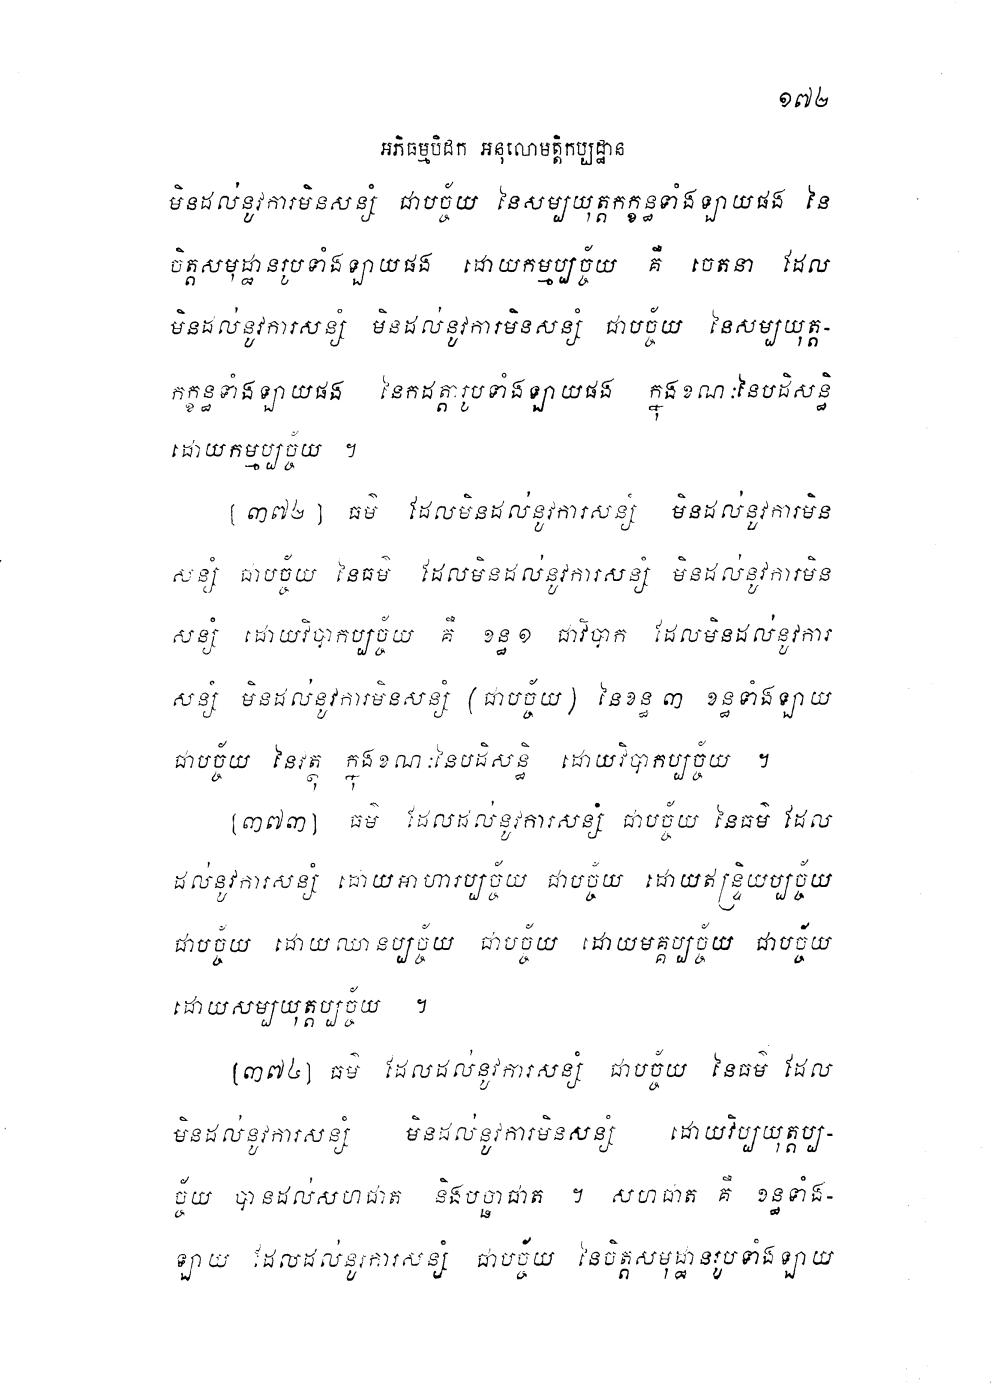 ១៧២
អភិធម្មបិដក អនុលោមត្តិកប្បដ្ឋាន
មិនដល់នូវការមិនសន្សំ ជាបច្ច័យ នៃសម្បយុត្តកក្ខន្ធទាំងឡាយផង នៃ
ចិត្តសមុដ្ឋានរូបទាំងឡាយផង ដោយកម្មប្បច្ច័យ គឺ ចេតនា ដែល
មិនដល់នូវការសន្សំ មិនដល់នូវការមិនសន្សំ ជាបច្ច័យ នៃសម្បយុត្ត-
កក្ខន្ធទាំងឡាយផង នៃកដត្តារូបទាំងឡាយផង ក្នុងខណៈនៃបដិសន្ធិ
ដោយកម្មប្បច្ច័យ ។
[៣៧២] ធម៌ ដែលមិនដល់នូវការសន្សំ មិនដល់នូវការមិន
សន្សំ ជាបច្ច័យ នៃធម៌ ដែលមិនដល់នូវការសន្សំ មិនដល់នូវការមិន
សន្សំ ដោយវិបាកប្បច្ច័យ គឺ ខន្ធ១ ជាវិបាក ដែលមិនដល់នូវការ
សន្សំ មិនដល់នូវការមិនសន្សំ (ជាបច្ច័យ) នៃខន្ធ ៣ ខន្ធទាំងឡាយ
ជាបច្ច័យ នៃវត្ថុ ក្នុងខណៈនៃបដិសន្ធិ ដោយវិបាកប្បច្ច័យ ។
[៣៧៣] ធម៌ ដែលដល់នូវការសន្សំ ជាបច្ច័យ នៃធម៌ ដែល
ដល់នូវការសន្សំ ដោយអាហារប្បច្ច័យ ជាបច្ច័យ ដោយឥន្ទ្រិយប្បច្ច័យ
ជាបច្ច័យ ដោយឈានប្បច្ច័យ ជាបច្ច័យ ដោយមគ្គប្បច្ច័យ ជាបច្ច័យ
ដោយសម្បយុត្តប្បច្ច័យ ។
[៣៧៤] ធម៌ ដែលដល់នូវការសន្សំ ជាបច្ច័យ នៃធម៌ ដែល
មិនដល់នូវការសន្សំ មិនដល់នូវការមិនសន្សំ ដោយវិប្បយុត្តប្ប-
ច្ច័យ បានដល់សហជាត និងបច្ឆាជាត ។ សហជាត គឺ ខន្ធទាំង-
ឡាយ ដែលដល់នូវការសន្សំ ជាបច្ច័យ នៃចិត្តសមុដ្ឋានរូបទាំងឡាយ